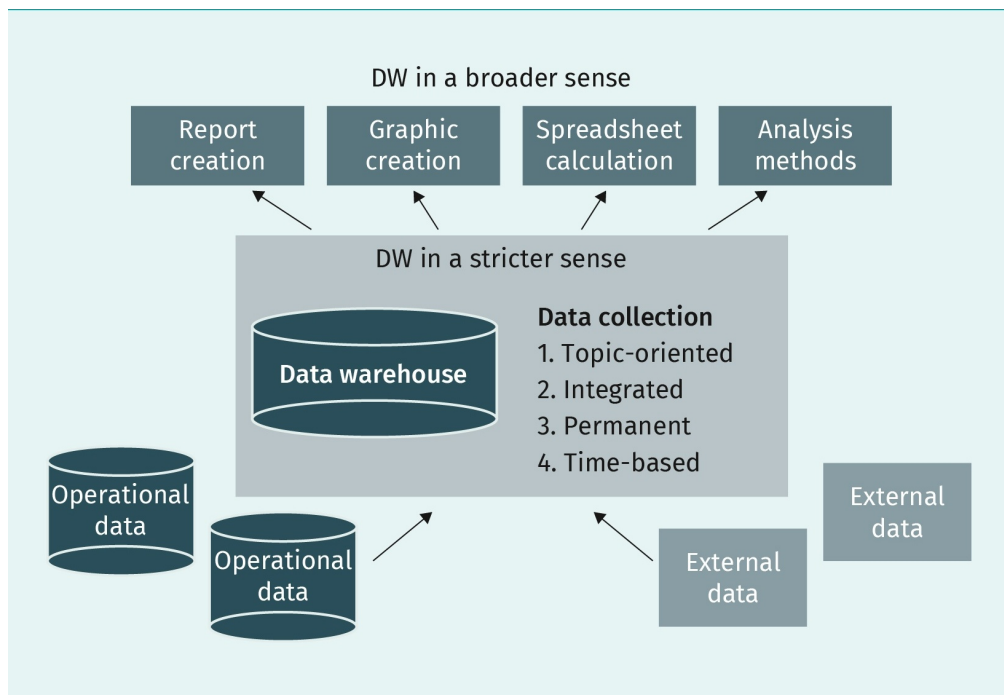 DW in a broader sense
Report
creation
Graphic
creation
Spreadsheet
calculation
Analysis
methods
DW in a stricter sense
Data warehouse
Data collection
1. Topic-oriented
2. Integrated
3. Permanent
4. Time-based
Operational
data
Operational
data
External
data
External
data